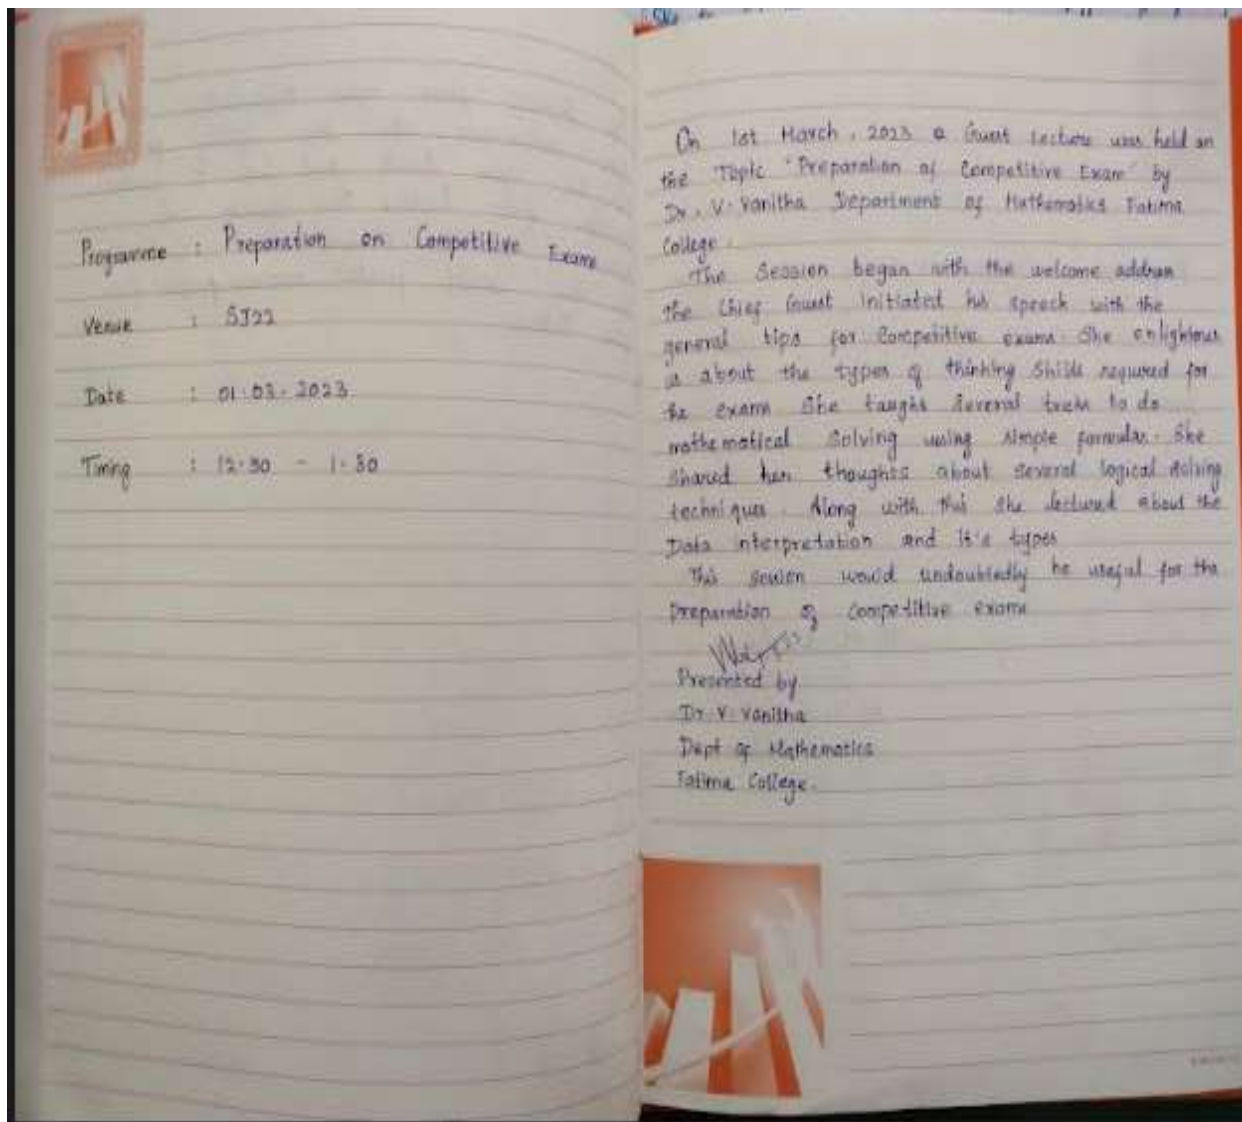 Programme : Preparation on Competitive Exams
Venue : SJ22
Date : 01.03.2023
Timing : 12.30 - 1.30
On 1st March, 2023 a Guest Lecture was held on
the Topic "Preparation of Competitive Exam" by
Dr. V. Vanitha Department of Mathematics Fatima
College.
The Session began with the welcome address
the Chief Guest initiated his speech with the
general tips for Competitive exams. She
about the types of thinking Skills required for
the exams She taught several tricks to do
mathematical Solving using simple formulas. She
shared her thoughts about several logical solving
techniques. Along with this she lectured about the
Data interpretation and it's types
This session would undoubtedly be useful for the
Preparation of Competitive exams
Presented by
Dr. V. Vanitha
Dept of Mathematics
Fatima College.